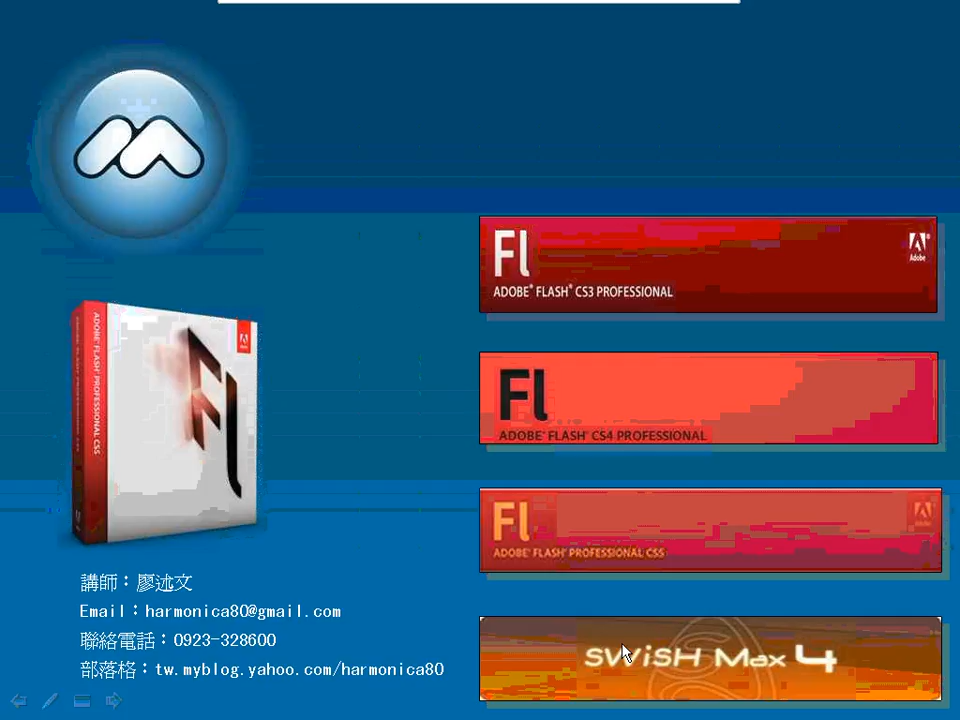 Fl
Adobe
ADOBE® FLASH® CS3 PROFESSIONAL
Fl
ADOBE® FLASH® CS4 PROFESSIONAL
Fl
Adobe
ADOBE® FLASH® PROFESSIONAL CS5
SWiSH Max 4
ADOBE® FLASH® PROFESSIONAL CS5
Fl
講師：廖述文
Email：harmonica80@gmail.com
聯絡電話：0923-328600
部落格：tw.myblog.yahoo.com/harmonica80